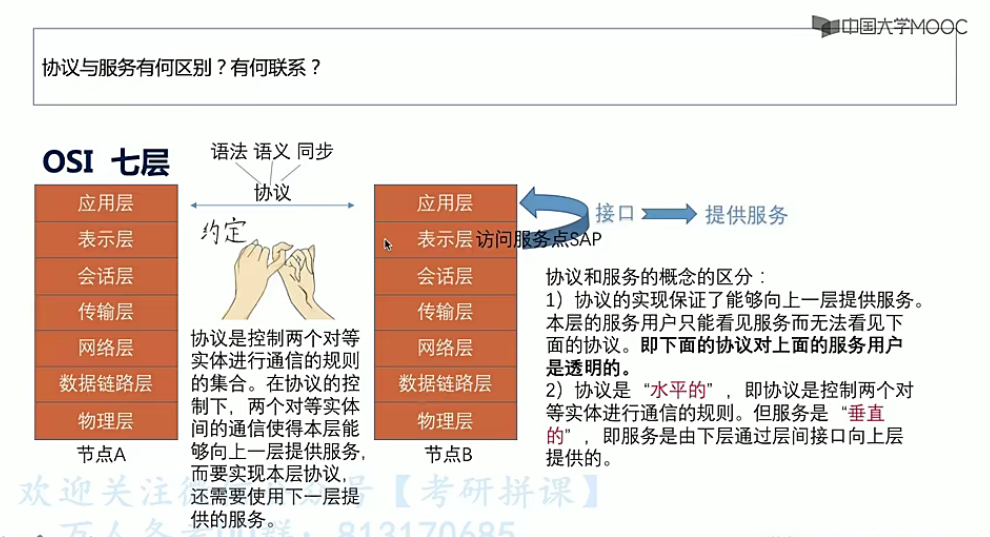 中国大学MOOC
协议与服务有何区别？有何联系？
OSI 七层
语法 语义 同步
协议
约定
应用层
表示层
会话层
传输层
网络层
数据链路层
物理层
节点A
应用层
表示层
会话层
传输层
网络层
数据链路层
物理层
节点B
接口
提供服务
访问服务点SAP
协议是控制两个对等
实体进行通信的规则
的集合。在协议的控
制下，两个对等实体
间的通信使得本层能
够向上一层提供服务，
而要实现本层协议，
还需要使用下一层提
供的服务。
协议和服务的概念的区分：
1）协议的实现保证了能够向上一层提供服务。
本层的服务用户只能看见服务而无法看见下
面的协议。即下面的协议对上面的服务用户
是透明的。
2）协议是“水平的”，即协议是控制两个对
等实体进行通信的规则。但服务是“垂直
的”，即服务是由下层通过层间接口向上层
提供的。
欢迎关注
号【考研拼课】
813170685